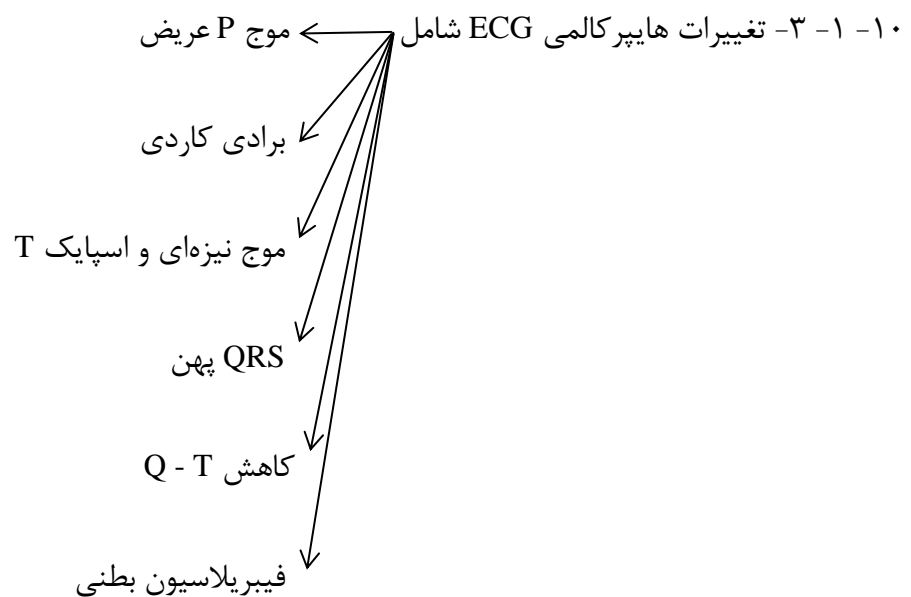 ۱۰- ۱- ۳- تغییرات هایپرکالمی ECG شامل موج P عریض
برادی کاردی
موج نیزه‌ای و اسپایک T
QRS پهن
کاهش Q - T
فیبریلاسیون بطنی